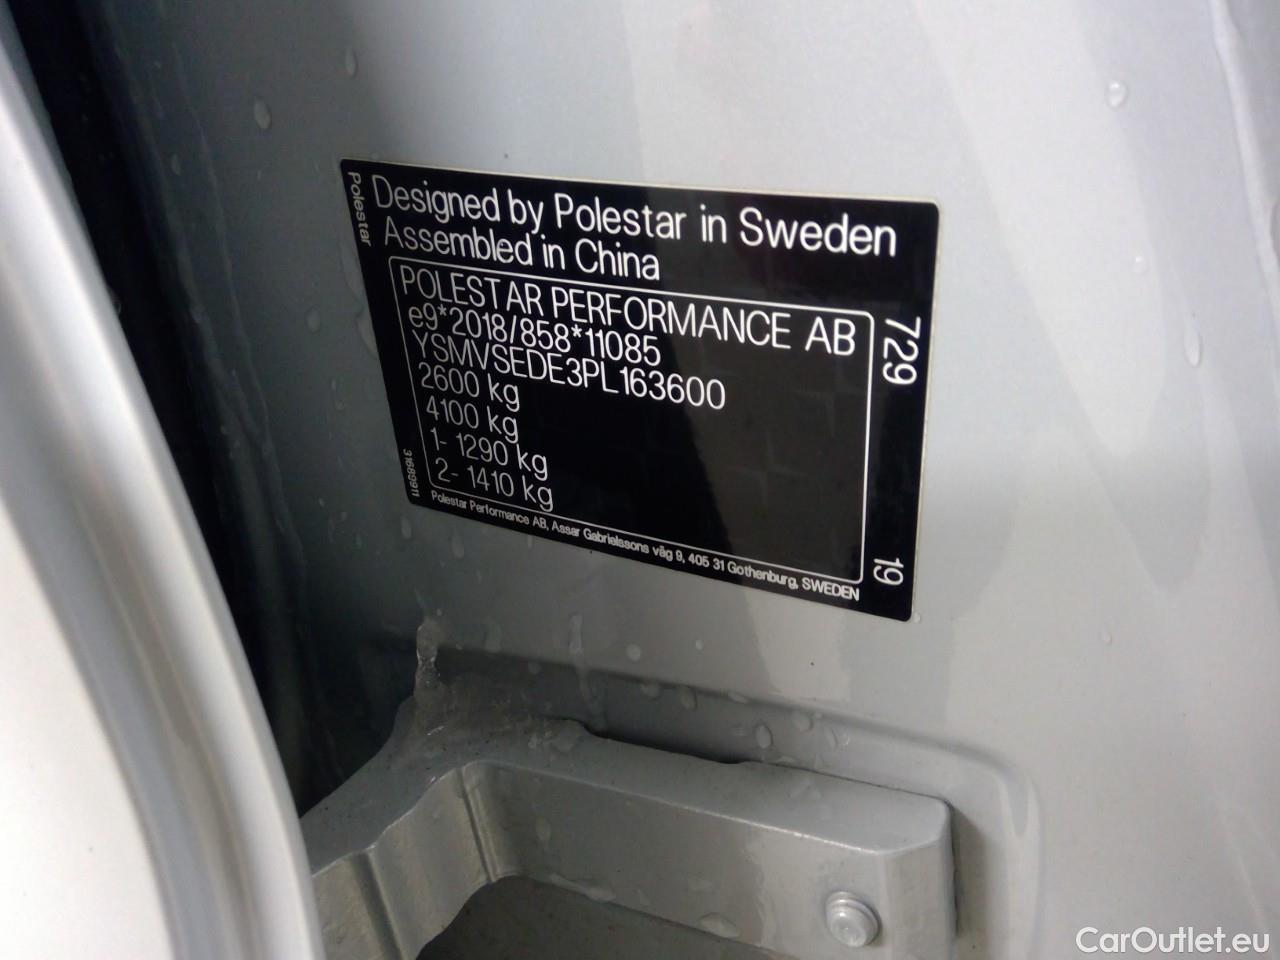 Polestar
Designed by Polestar in Sweden
Assembled in China
POLESTAR PERFORMANCE AB
e9*2018/858*11085
YSMVSEDE3PL163600
2600 kg
4100 kg
1- 1290 kg
2- 1410 kg
729
19
31689911
Polestar Performance AB, Assar Gabrielssons väg 9, 405 31 Gothenburg, SWEDEN
CarOutlet.eu